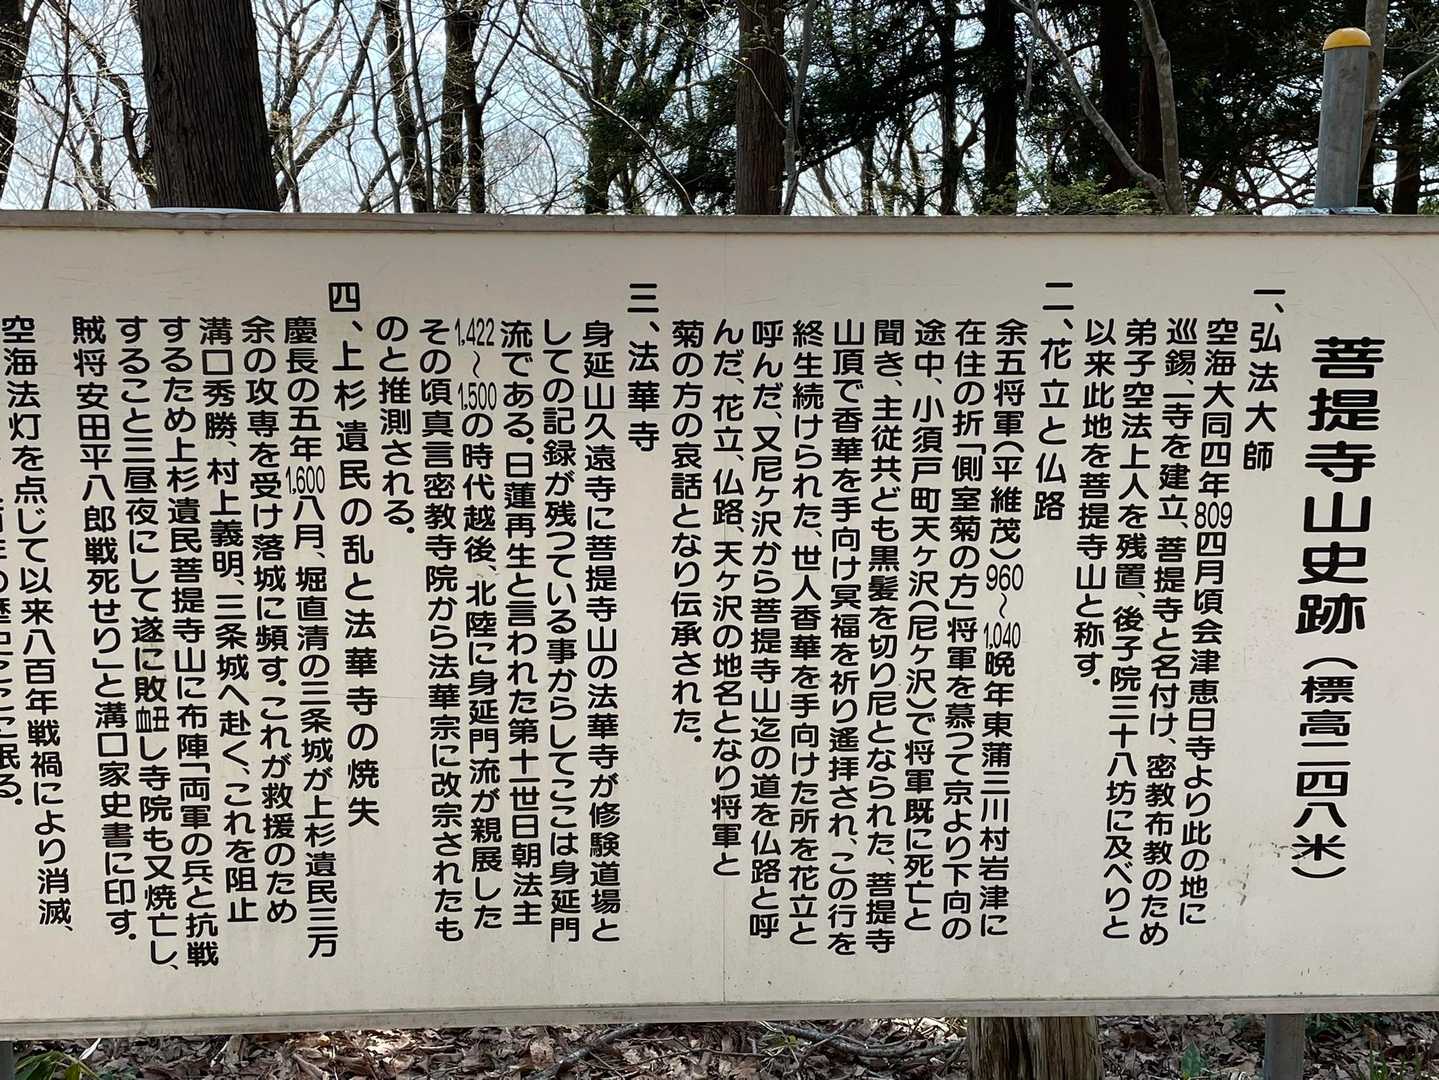 菩提寺山史跡（標高二四八米）
一、弘法大師
空海大同四年809四月頃会津恵日寺より此の地に
巡錫、一寺を建立、菩提寺と名付け、密教布教のため
弟子空法上人を残置、後子院三十八坊に及べりと
以来此地を菩提寺山と称す．
二、花立と仏路
余五将軍（平維茂）960～1,040晩年東蒲三川村岩津に
在住の折「側室菊の方」将軍を慕つて京より下向の
途中、小須戸町天ヶ沢（尼ヶ沢）で将軍既に死亡と
聞き、主従共ども黒髪を切り尼となられた、菩提寺
山頂で香華を手向け冥福を祈り遙拝され、この行を
終生続けられた、世人香華を手向けた所を花立と
呼んだ、又尼ヶ沢から菩提寺山迄の道を仏路と呼
んだ、花立、仏路、天ヶ沢の地名となり将軍と
菊の方の哀話となり伝承された．
三、法華寺
身延山久遠寺に菩提寺山の法華寺が修験道場と
しての記録が残つている事からしてここは身延門
流である．日蓮再生と言われた第十一世日朝法主
1,422～1,500の時代越後、北陸に身延門流が親展した
その頃真言密教寺院から法華宗に改宗されたも
のと推測される．
四、上杉遺民の乱と法華寺の焼失
慶長の五年1,600八月、堀直清の三条城が上杉遺民三万
余の攻専を受け落城に頻す．これが救援のため
溝口秀勝、村上義明、三条城へ赴く、これを阻止
するため上杉遺民菩提寺山に布陣「両軍の兵と抗戦
すること三昼夜にして遂に敗衄し寺院も又焼亡し、
賊将安田平八郎戦死せり」と溝口家史書に印す．
空海法灯を点じて以来八百年戦禍により消滅、
眠る．